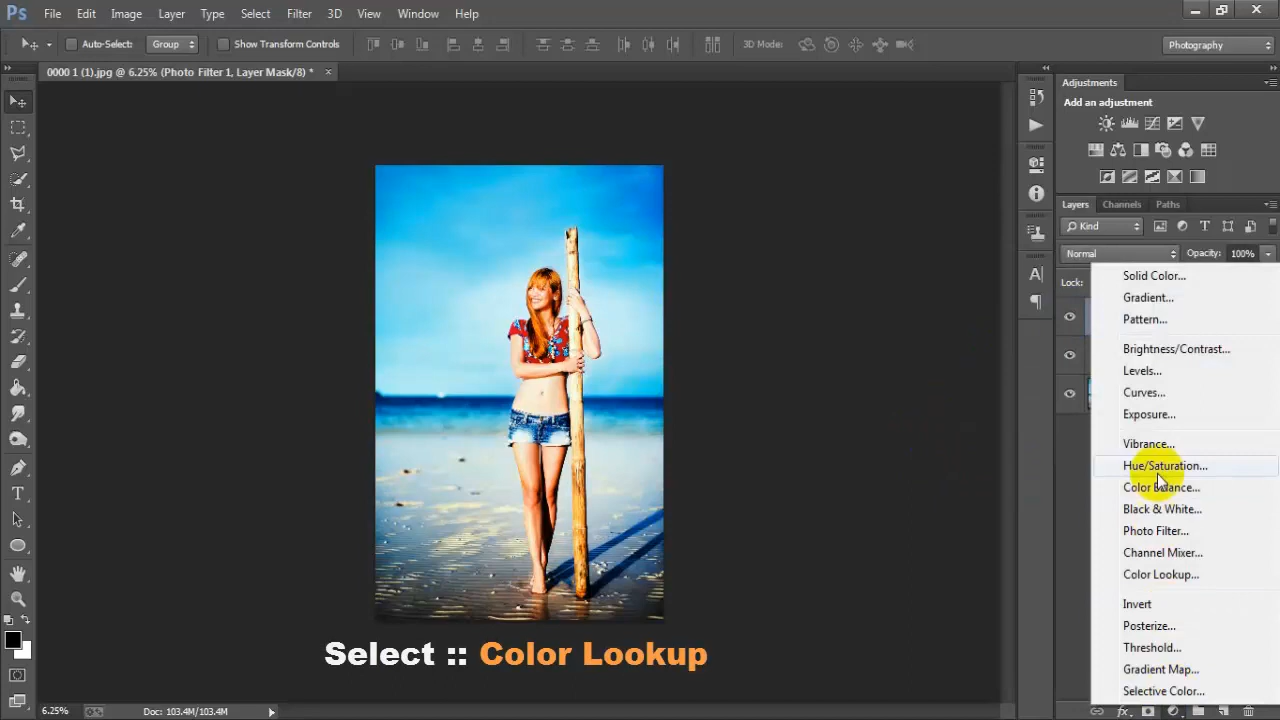 Ps File Edit Image Layer Type Select Filter 3D View Window Help
Auto-Select: Group Show Transform Controls 3D Mode: Photography
0000 1 (1).jpg @ 6.25% (Photo Filter 1, Layer Mask/8) * ×
Adjustments
Add an adjustment
Layers Channels Paths
Kind
Normal Opacity: 100%
Lock:
Solid Color...
Gradient...
Pattern...
Brightness/Contrast...
Levels...
Curves...
Exposure...
Vibrance...
Hue/Saturation...
Color Balance...
Black & White...
Photo Filter...
Channel Mixer...
Color Lookup...
Invert
Posterize...
Threshold...
Gradient Map...
Selective Color...
Select :: Color Lookup
6.25% Doc: 103.4M/103.4M